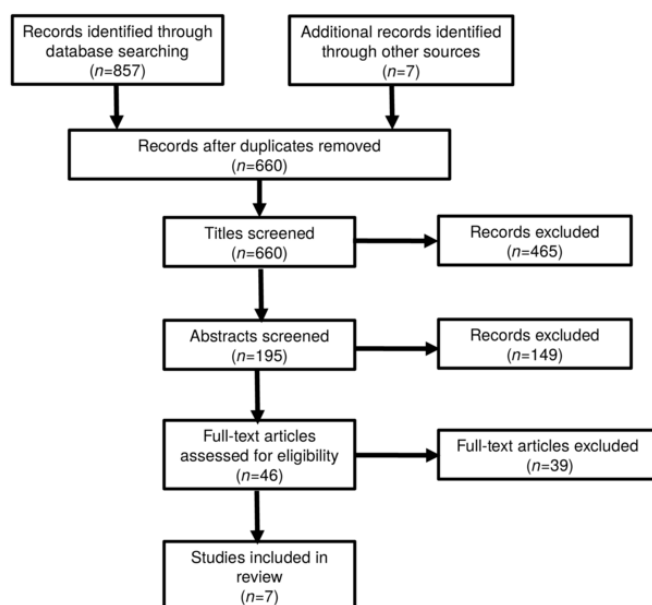 Records identified through
database searching
(n=857)
Additional records identified
through other sources
(n=7)
Records after duplicates removed
(n=660)
Titles screened
(n=660)
Records excluded
(n=465)
Abstracts screened
(n=195)
Records excluded
(n=149)
Full-text articles
assessed for eligibility
(n=46)
Full-text articles excluded
(n=39)
Studies included in
review
(n=7)